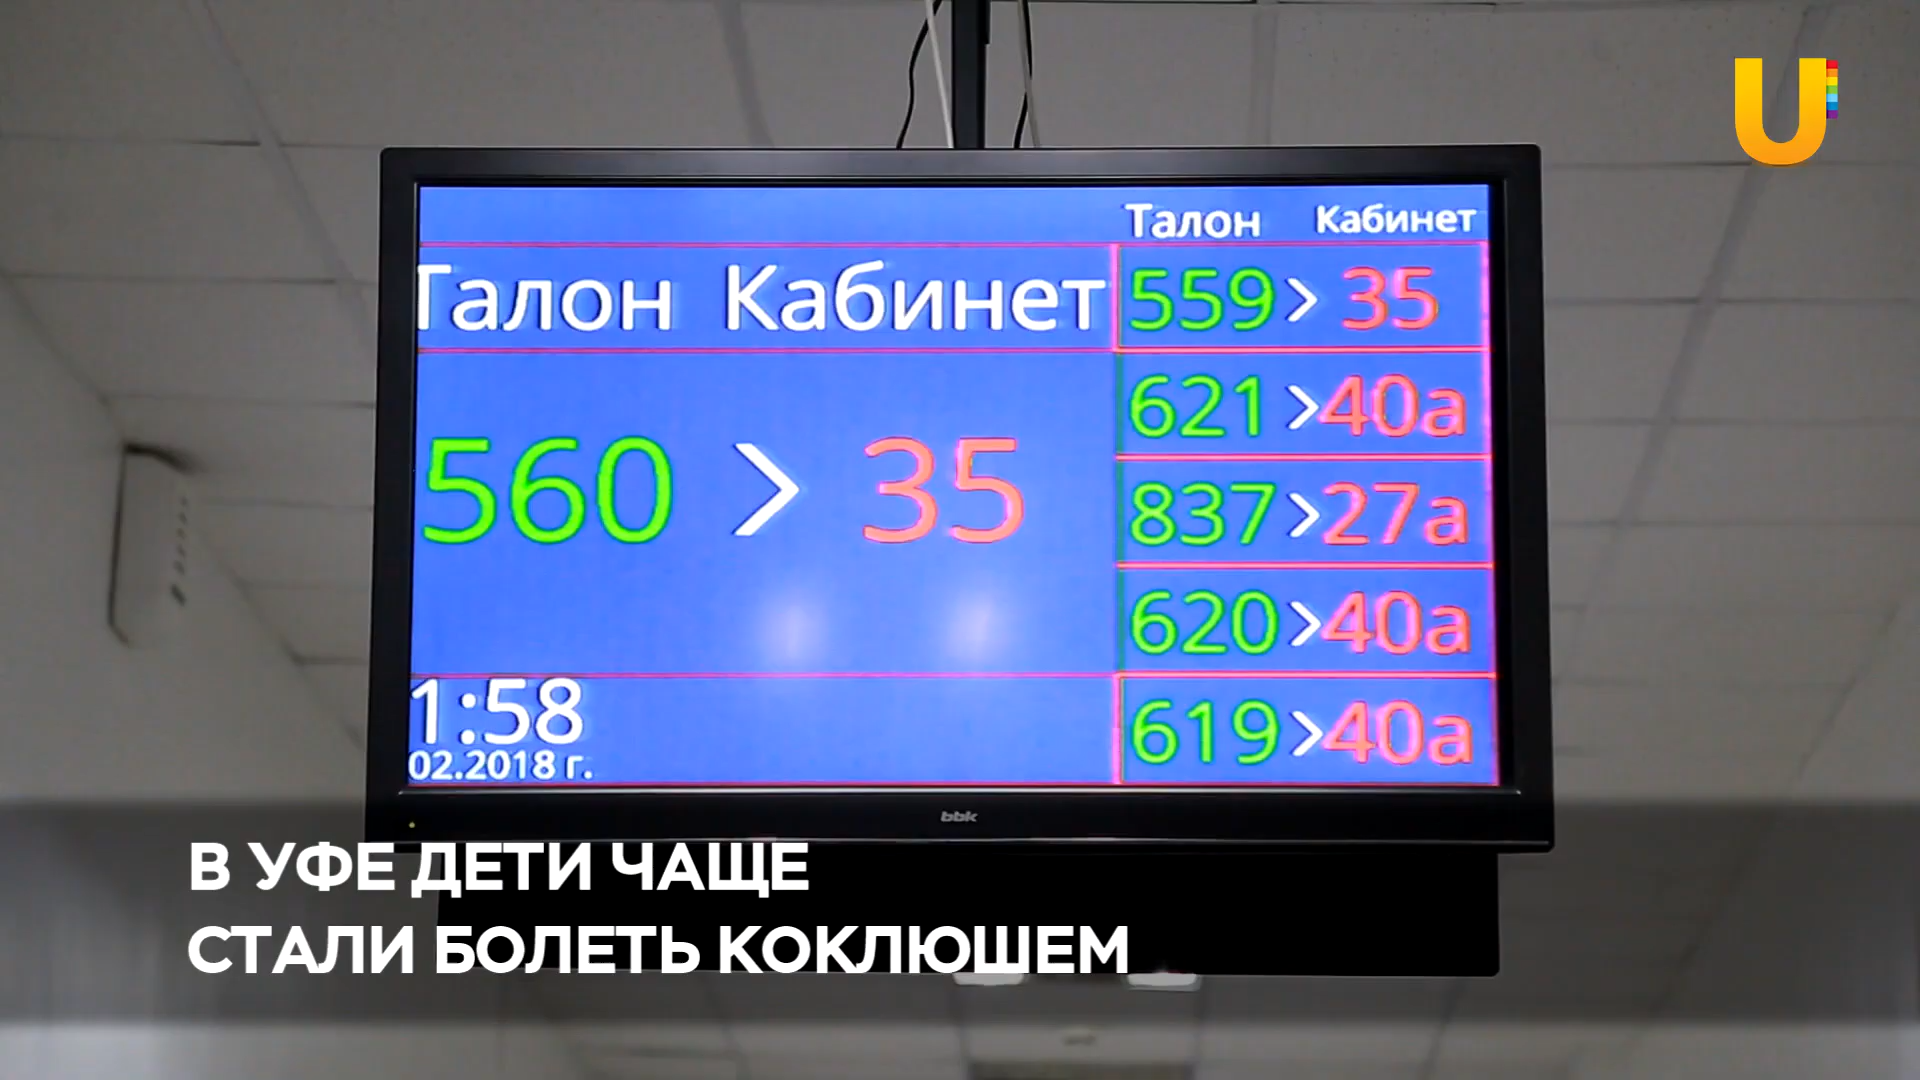 U
Талон Кабинет
Талон Кабинет
560 > 35
559 > 35
621 > 40а
837 > 27а
620 > 40а
619 > 40а
1:58
02.2018 г.
bbk
В УФЕ ДЕТИ ЧАЩЕ
СТАЛИ БОЛЕТЬ КОКЛЮШЕМ